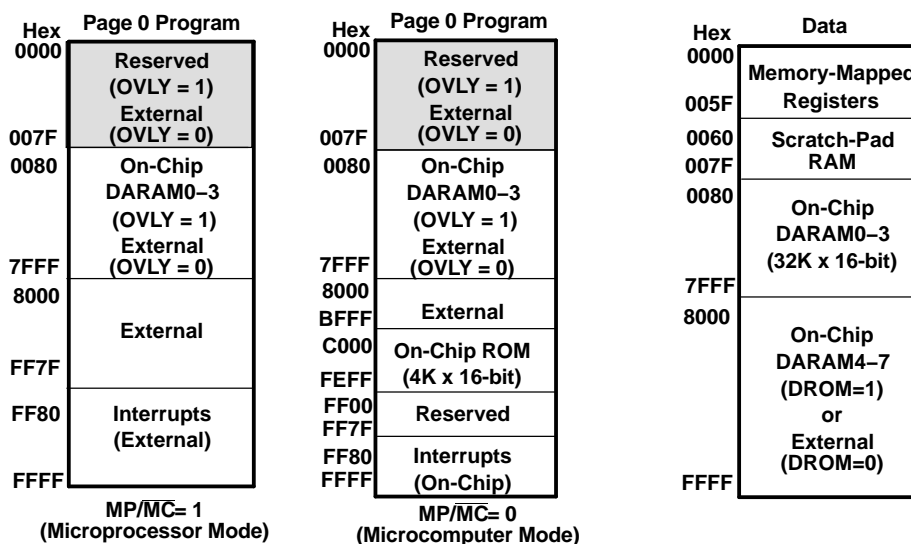 Hex
Page 0 Program
0000
Reserved
(OVLY = 1)
External
(OVLY = 0)
007F
0080
On-Chip
DARAM0–3
(OVLY = 1)
External
(OVLY = 0)
7FFF
8000
External
FF7F
FF80
Interrupts
(External)
FFFF
MP/MC= 1
(Microprocessor Mode)
Hex
Page 0 Program
0000
Reserved
(OVLY = 1)
External
(OVLY = 0)
007F
0080
On-Chip
DARAM0–3
(OVLY = 1)
External
(OVLY = 0)
7FFF
8000
External
BFFF
C000
On-Chip ROM
(4K x 16-bit)
FEFF
FF00
Reserved
FF7F
FF80
Interrupts
(On-Chip)
FFFF
MP/MC= 0
(Microcomputer Mode)
Hex
Data
0000
Memory-Mapped
Registers
005F
0060
Scratch-Pad
RAM
007F
0080
On-Chip
DARAM0–3
(32K x 16-bit)
7FFF
8000
On-Chip
DARAM4–7
(DROM=1)
or
External
(DROM=0)
FFFF